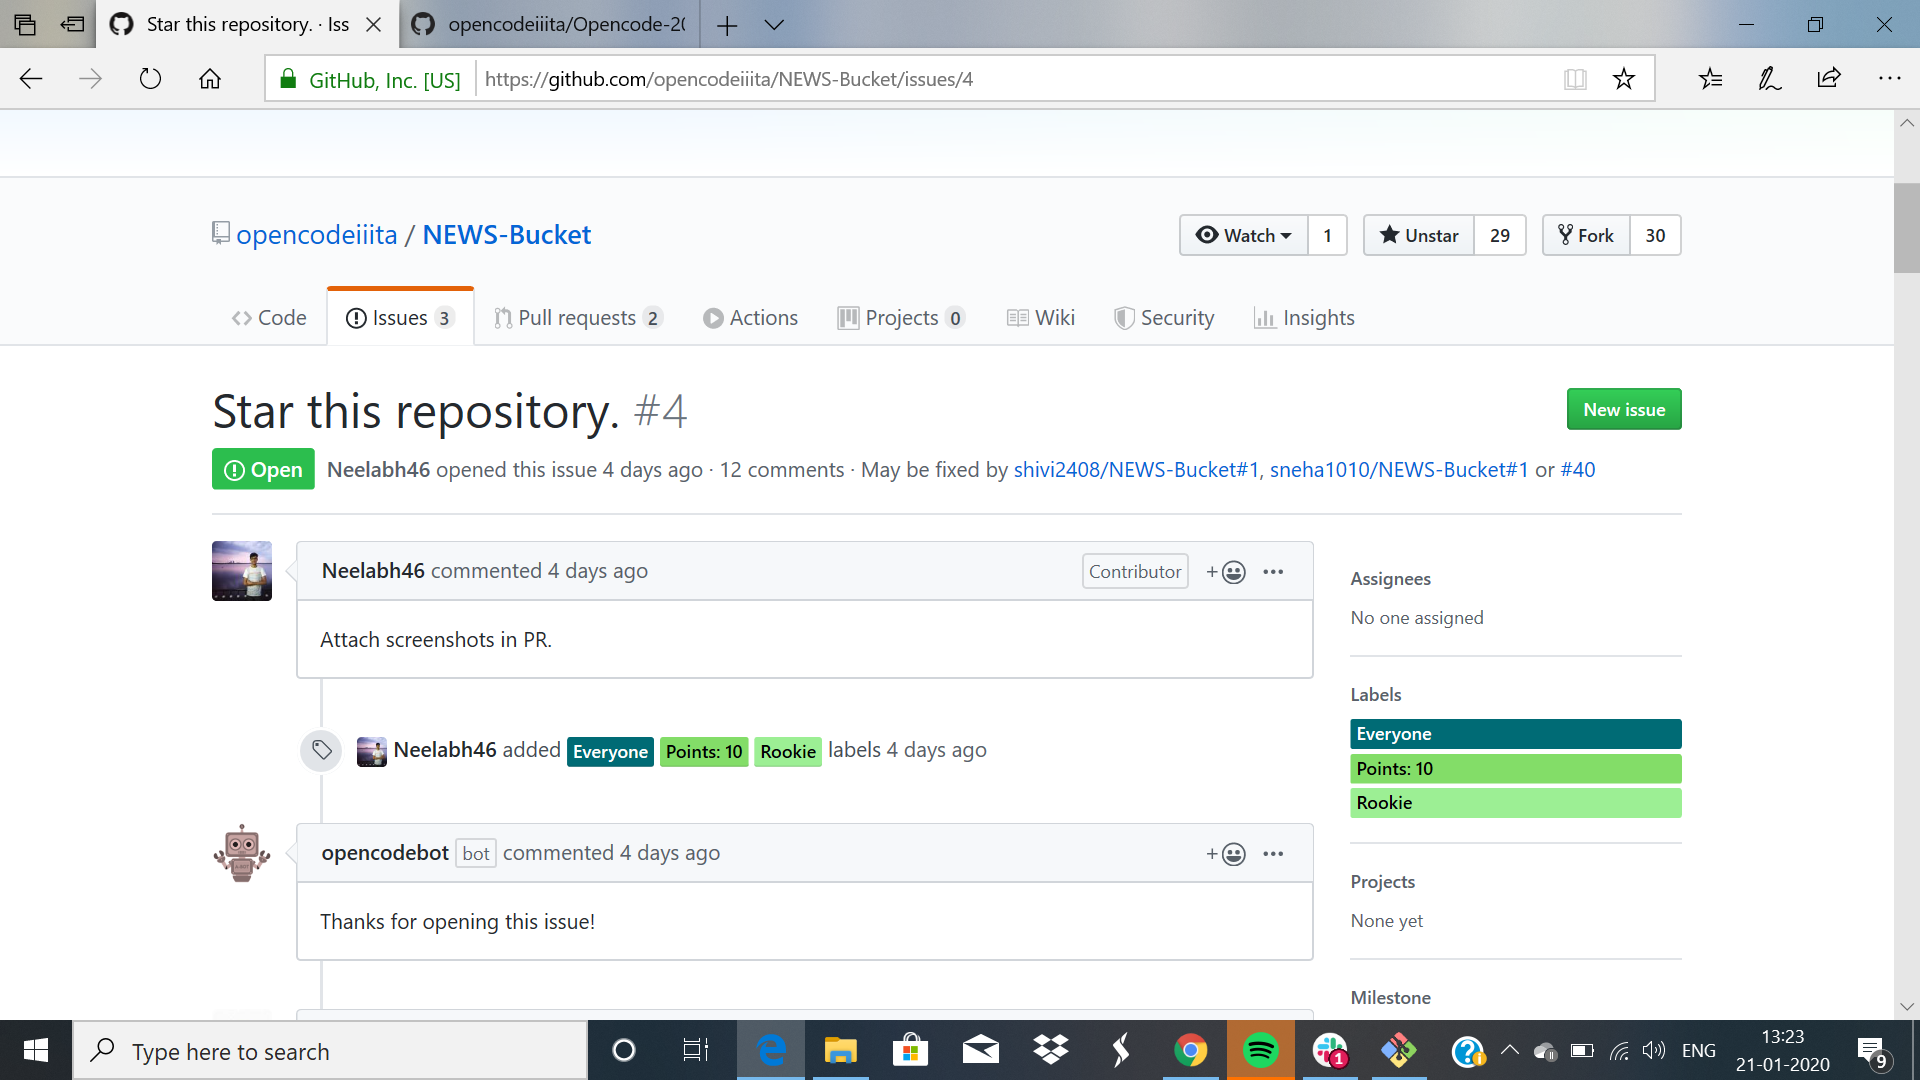 Star this repository. · Iss
opencodeiiita/Opencode-20
GitHub, Inc. [US]
https://github.com/opencodeiiita/NEWS-Bucket/issues/4
opencodeiiita / NEWS-Bucket
Watch 1
Unstar 29
Fork 30
Code
Issues 3
Pull requests 2
Actions
Projects 0
Wiki
Security
Insights
Star this repository. #4
New issue
Open
Neelabh46 opened this issue 4 days ago · 12 comments · May be fixed by shivi2408/NEWS-Bucket#1, sneha1010/NEWS-Bucket#1 or #40
Neelabh46 commented 4 days ago
Contributor
Attach screenshots in PR.
Neelabh46 added Everyone Points: 10 Rookie labels 4 days ago
opencodebot bot commented 4 days ago
Thanks for opening this issue!
Assignees
No one assigned
Labels
Everyone
Points: 10
Rookie
Projects
None yet
Milestone
Type here to search
1
ENG
13:23
21-01-2020
9